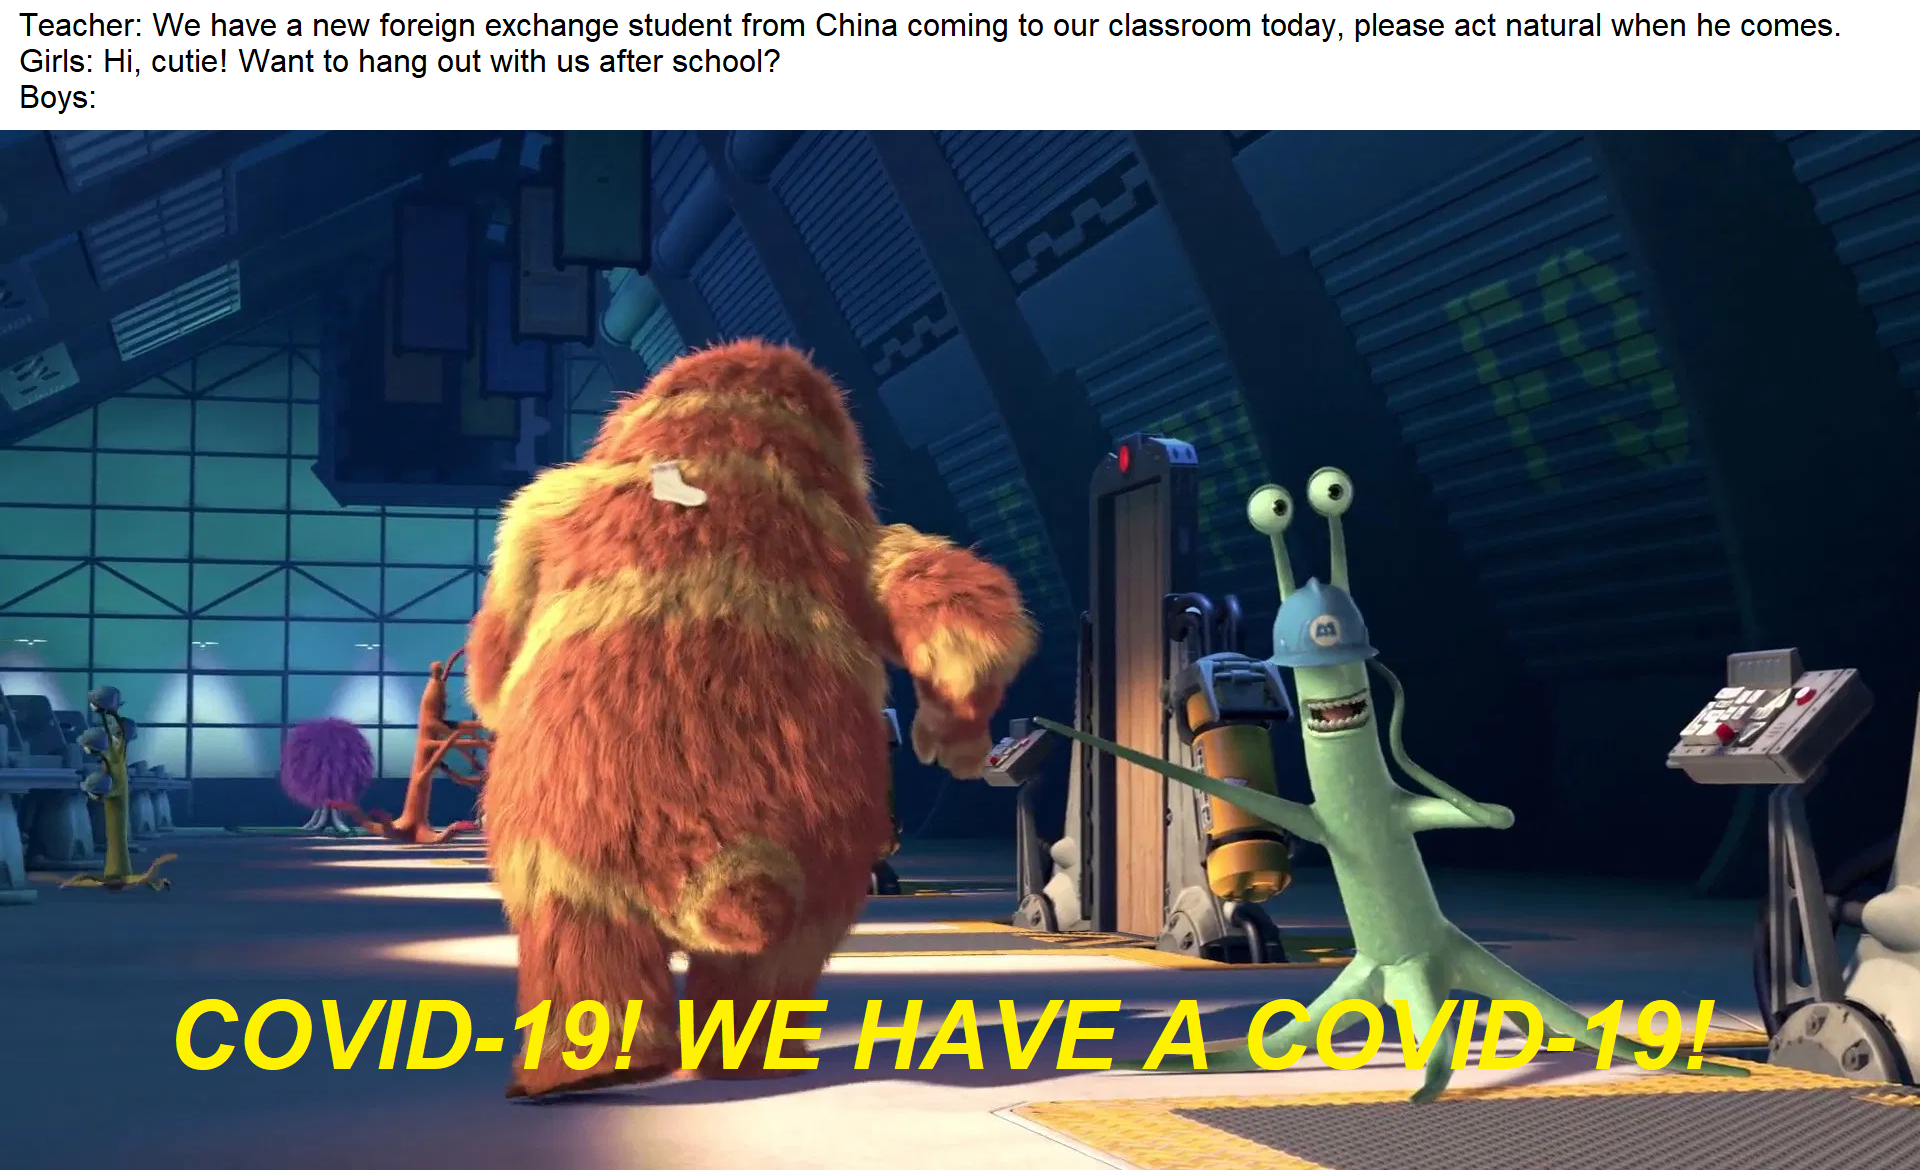 Teacher: We have a new foreign exchange student from China coming to our classroom today, please act natural when he comes.
Girls: Hi, cutie! Want to hang out with us after school?
Boys:
F9
COVID-19! WE HAVE A COVID-19!